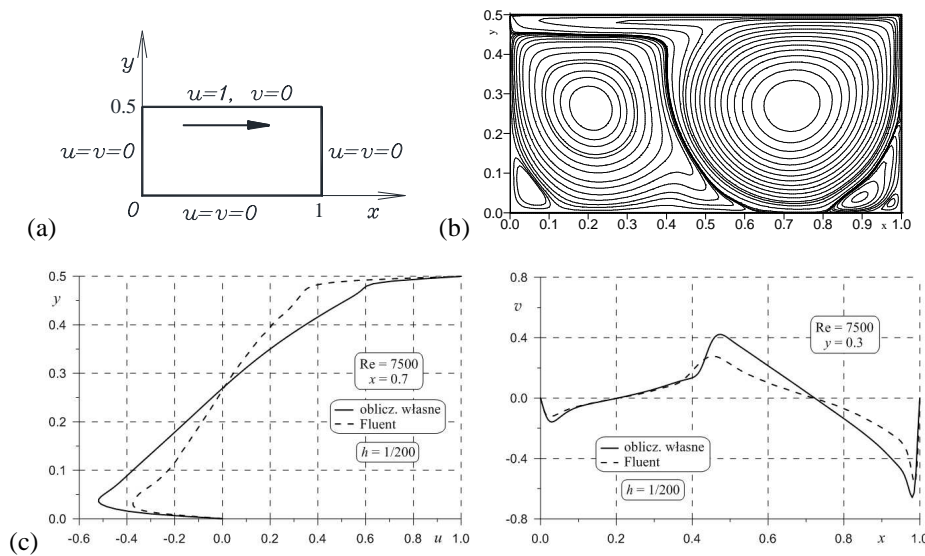 y
0.5
u=1, v=0
u=v=0
u=v=0
0
u=v=0
1
x
(a)
0.5
y
0.4
0.3
0.2
0.1
0.0
0.0 0.1 0.2 0.3 0.4 0.5 0.6 0.7 0.8 x 0.9 1.0
(b)
0.5
y
0.4
0.3
0.2
0.1
0.0
Re = 7500
x = 0.7
oblicz. własne
Fluent
h = 1/200
-0.6 -0.4 -0.2 0.0 0.2 0.4 0.6 0.8 u 1.0
(c)
0.8
v
0.4
0.0
-0.4
-0.8
Re = 7500
y = 0.3
oblicz. własne
Fluent
h = 1/200
0.0 0.2 0.4 0.6 0.8 x 1.0